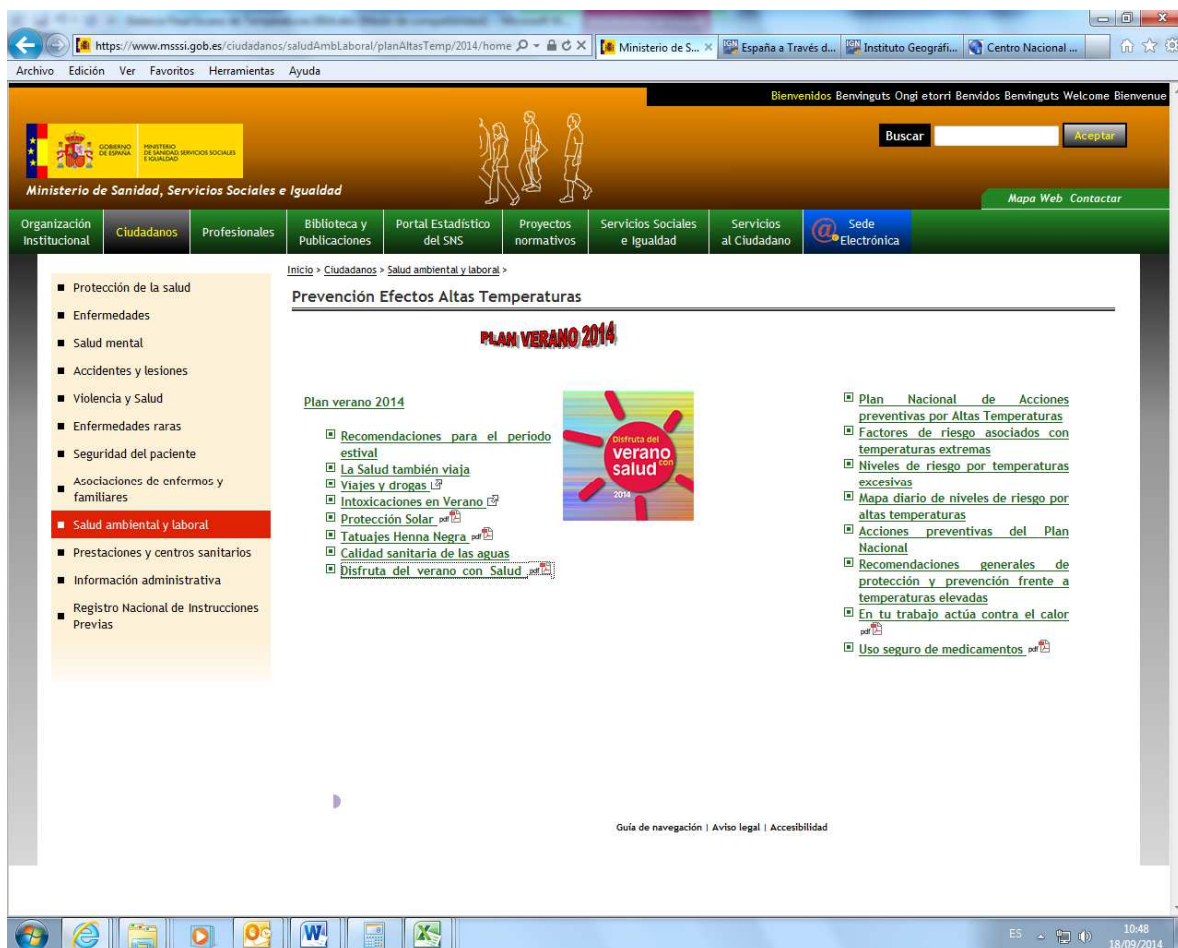 https://www.msssi.gob.es/ciudadanos/saludAmbLaboral/planAltasTemp/2014/home
Ministerio de S...
España a Través d...
Instituto Geográfi...
Centro Nacional ...
Archivo Edición Ver Favoritos Herramientas Ayuda
Bienvenidos Benvinguts Ongi etorri Benvidos Benvinguts Welcome Bienvenue
GOBIERNO
DE ESPAÑA
MINISTERIO
DE SANIDAD, SERVICIOS SOCIALES
E IGUALDAD
Buscar
Aceptar
Ministerio de Sanidad, Servicios Sociales e Igualdad
Mapa Web Contactar
Organización
Institucional
Ciudadanos
Profesionales
Biblioteca y
Publicaciones
Portal Estadístico
del SNS
Proyectos
normativos
Servicios Sociales
e Igualdad
Servicios
al Ciudadano
Sede
Electrónica
Protección de la salud
Enfermedades
Salud mental
Accidentes y lesiones
Violencia y Salud
Enfermedades raras
Seguridad del paciente
Asociaciones de enfermos y
familiares
Salud ambiental y laboral
Prestaciones y centros sanitarios
Información administrativa
Registro Nacional de Instrucciones
Previas
Inicio > Ciudadanos > Salud ambiental y laboral >
Prevención Efectos Altas Temperaturas
PLAN VERANO 2014
Plan verano 2014
Recomendaciones para el periodo
estival
La Salud también viaja
Viajes y drogas
Intoxicaciones en Verano
Protección Solar pdf
Tatuajes Henna Negra pdf
Calidad sanitaria de las aguas
Disfruta del verano con Salud pdf
Disfruta del
verano
con
salud
2014
Plan Nacional de Acciones
preventivas por Altas Temperaturas
Factores de riesgo asociados con
temperaturas extremas
Niveles de riesgo por temperaturas
excesivas
Mapa diario de niveles de riesgo por
altas temperaturas
Acciones preventivas del Plan
Nacional
Recomendaciones generales de
protección y prevención frente a
temperaturas elevadas
En tu trabajo actúa contra el calor
pdf
Uso seguro de medicamentos pdf
Guía de navegación | Aviso legal | Accesibilidad
ES
10:48
18/09/2014